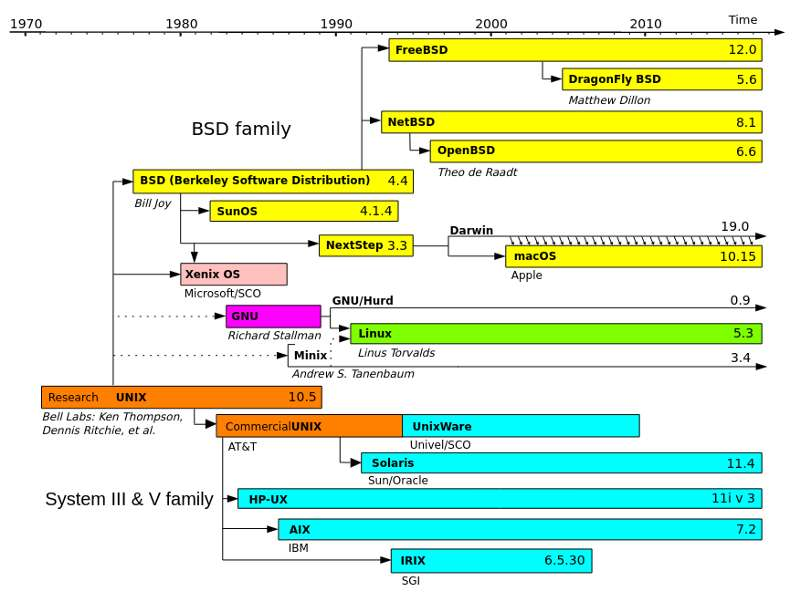 1970 1980 1990 2000 2010 Time
FreeBSD 12.0
DragonFly BSD 5.6
Matthew Dillon
BSD family
NetBSD 8.1
OpenBSD 6.6
Theo de Raadt
BSD (Berkeley Software Distribution) 4.4
Bill Joy
SunOS 4.1.4
Darwin 19.0
NextStep 3.3
macOS 10.15
Apple
Xenix OS
Microsoft/SCO
GNU/Hurd 0.9
GNU
Richard Stallman
Linux 5.3
Linus Torvalds
Minix 3.4
Andrew S. Tanenbaum
Research UNIX 10.5
Bell Labs: Ken Thompson,
Dennis Ritchie, et al.
CommercialUNIX UnixWare
AT&T Univel/SCO
Solaris 11.4
Sun/Oracle
System III & V family
HP-UX 11i v 3
AIX 7.2
IBM
IRIX 6.5.30
SGI